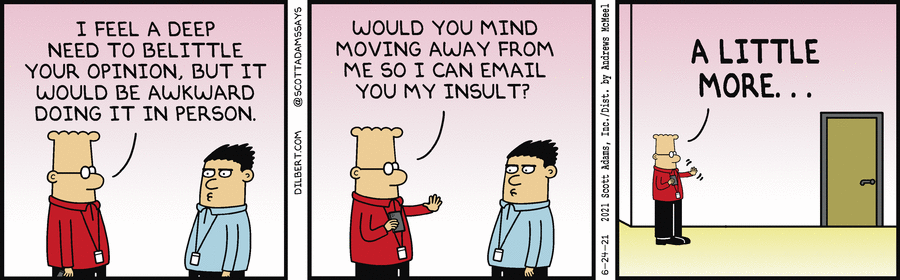 I FEEL A DEEP
NEED TO BELITTLE
YOUR OPINION, BUT IT
WOULD BE AWKWARD
DOING IT IN PERSON.
DILBERT.COM @SCOTTADAMSSAYS
WOULD YOU MIND
MOVING AWAY FROM
ME SO I CAN EMAIL
YOU MY INSULT?
6-24-21 2021 Scott Adams, Inc./Dist. by Andrews McMeel
A LITTLE
MORE...